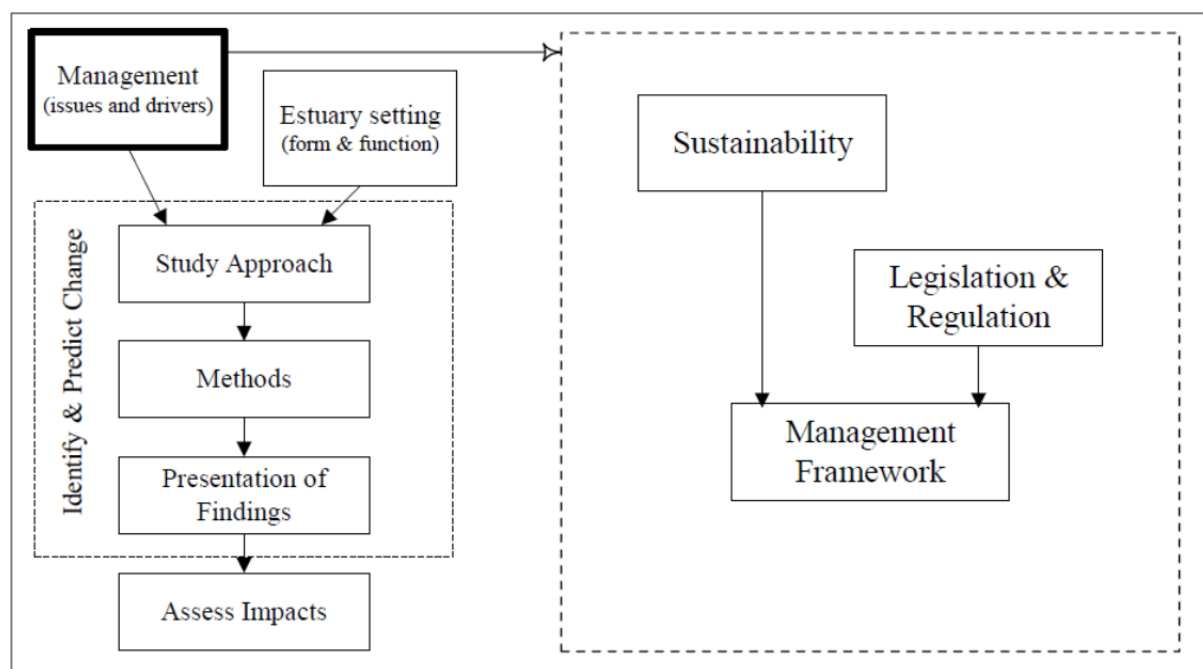 Management
(issues and drivers)
Estuary setting
(form & function)
Identify & Predict Change
Study Approach
Methods
Presentation of
Findings
Assess Impacts
Sustainability
Legislation &
Regulation
Management
Framework